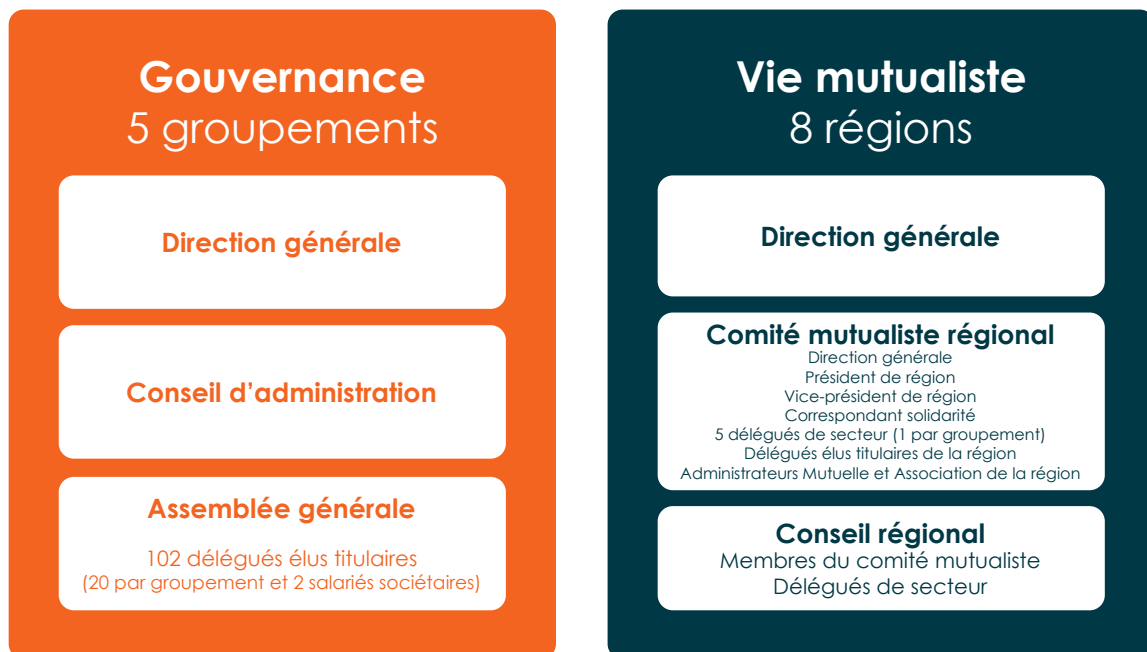 Gouvernance
5 groupements
Direction générale
Conseil d’administration
Assemblée générale
102 délégués élus titulaires
(20 par groupement et 2 salariés sociétaires)
Vie mutualiste
8 régions
Direction générale
Comité mutualiste régional
Direction générale
Président de région
Vice-président de région
Correspondant solidarité
5 délégués de secteur (1 par groupement)
Délégués élus titulaires de la région
Administrateurs Mutuelle et Association de la région
Conseil régional
Membres du comité mutualiste
Délégués de secteur